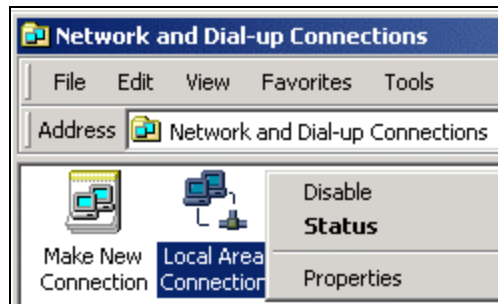 Network and Dial-up Connections
File Edit View Favorites Tools
Address Network and Dial-up Connections
Disable
Status
Make New Connection
Local Area Connection
Properties